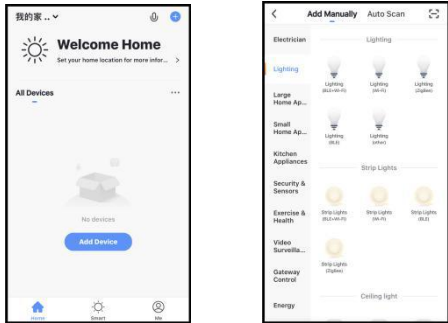 我的家 ..
Welcome Home
Set your home location for more infor...
All Devices
No devices
Add Device
Home
Smart
Me
Add Manually
Auto Scan
Electrician
Lighting
Large
Home Ap...
Small
Home Ap...
Kitchen
Appliances
Security &
Sensors
Exercise &
Health
Video
Surveilla...
Gateway
Control
Energy
Lighting
Lighting
(BLE+Wi-Fi)
Lighting
(Wi-Fi)
Lighting
(ZigBee)
Lighting
(BLE)
Lighting
(other)
Strip Lights
Strip Lights
(BLE+Wi-Fi)
Strip Lights
(Wi-Fi)
Strip Lights
(BLE)
Strip Lights
(ZigBee)
Ceiling light